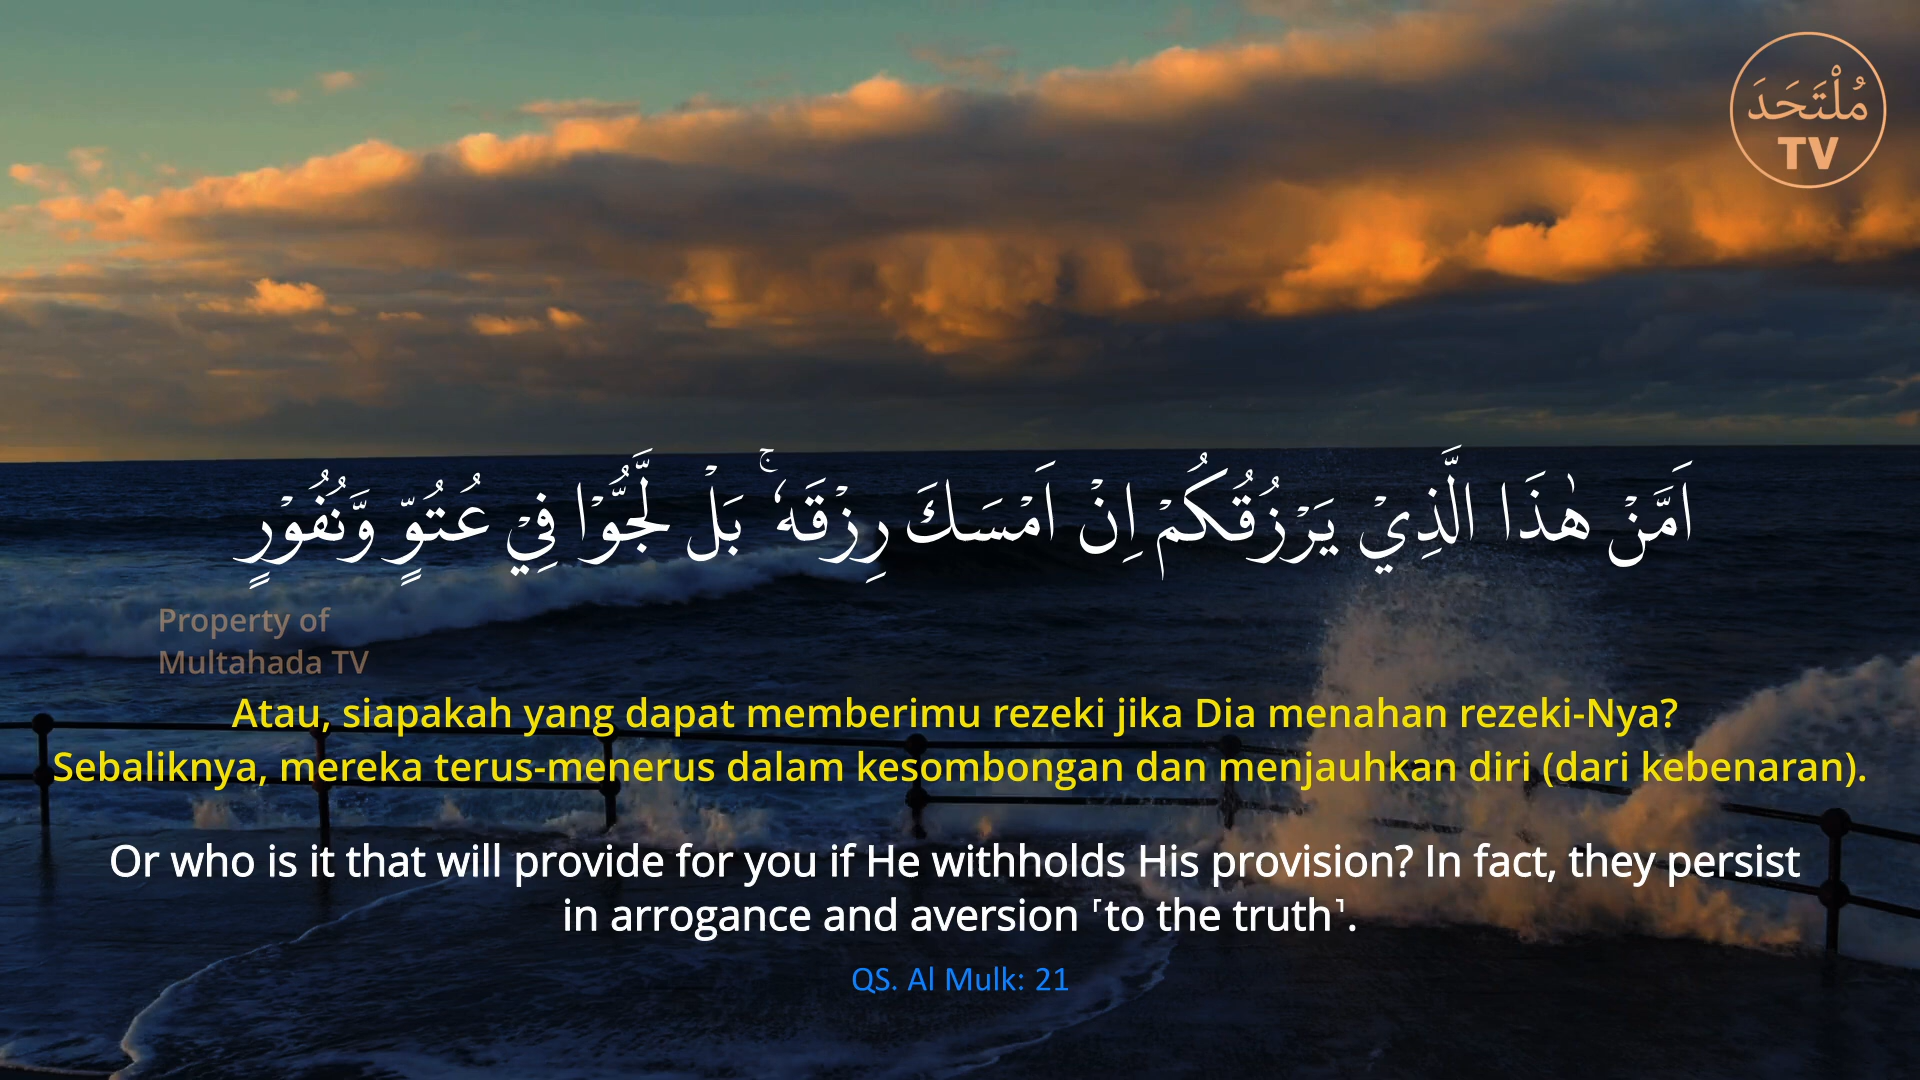 مُلْتَحَدَ
TV
اَمَّنْ هٰذَا الَّذِيْ يَرْزُقُكُمْ اِنْ اَمْسَكَ رِزْقَهٗ ۚ بَلْ لَّجُّوْا فِيْ عُتُوٍّ وَّنُفُوْرٍ
Property of
Multahada TV
Atau, siapakah yang dapat memberimu rezeki jika Dia menahan rezeki-Nya?
Sebaliknya, mereka terus-menerus dalam kesombongan dan menjauhkan diri (dari kebenaran).
Or who is it that will provide for you if He withholds His provision? In fact, they persist
in arrogance and aversion ˹to the truth˺.
QS. Al Mulk: 21